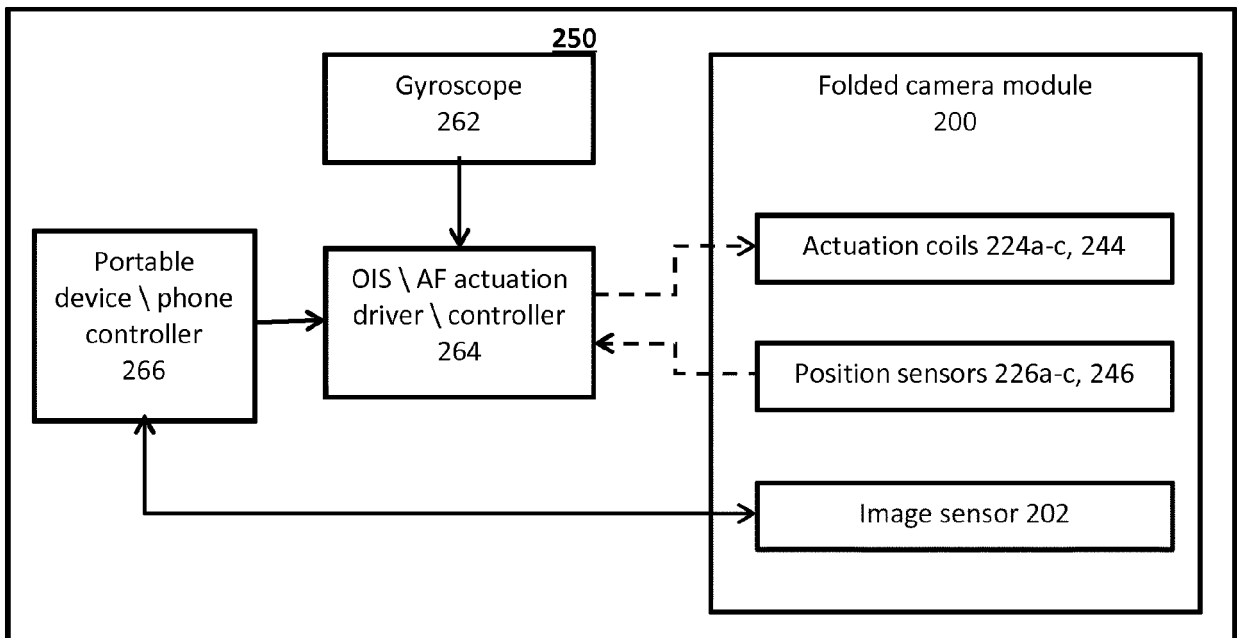 250
Gyroscope
262
Folded camera module
200
Portable
device \ phone
controller
266
OIS \ AF actuation
driver \ controller
264
Actuation coils 224a-c, 244
Position sensors 226a-c, 246
Image sensor 202